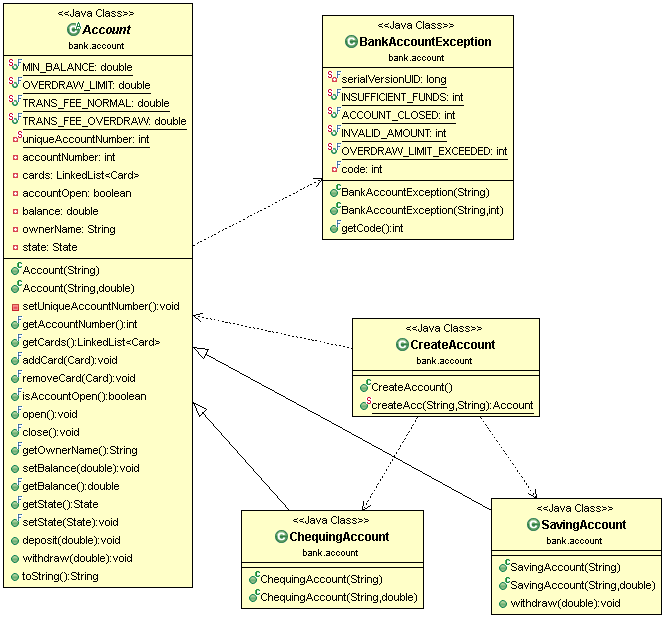 <<Java Class>>
Account
bank.account
MIN_BALANCE: double
OVERDRAW_LIMIT: double
TRANS_FEE_NORMAL: double
TRANS_FEE_OVERDRAW: double
uniqueAccountNumber: int
accountNumber: int
cards: LinkedList<Card>
accountOpen: boolean
balance: double
ownerName: String
state: State
Account(String)
Account(String,double)
setUniqueAccountNumber():void
getAccountNumber():int
getCards():LinkedList<Card>
addCard(Card):void
removeCard(Card):void
isAccountOpen():boolean
open():void
close():void
getOwnerName():String
setBalance(double):void
getBalance():double
getState():State
setState(State):void
deposit(double):void
withdraw(double):void
toString():String
<<Java Class>>
BankAccountException
bank.account
serialVersionUID: long
INSUFFICIENT_FUNDS: int
ACCOUNT_CLOSED: int
INVALID_AMOUNT: int
OVERDRAW_LIMIT_EXCEEDED: int
code: int
BankAccountException(String)
BankAccountException(String,int)
getCode():int
<<Java Class>>
CreateAccount
bank.account
CreateAccount()
createAcc(String,String):Account
<<Java Class>>
ChequingAccount
bank.account
ChequingAccount(String)
ChequingAccount(String,double)
<<Java Class>>
SavingAccount
bank.account
SavingAccount(String)
SavingAccount(String,double)
withdraw(double):void